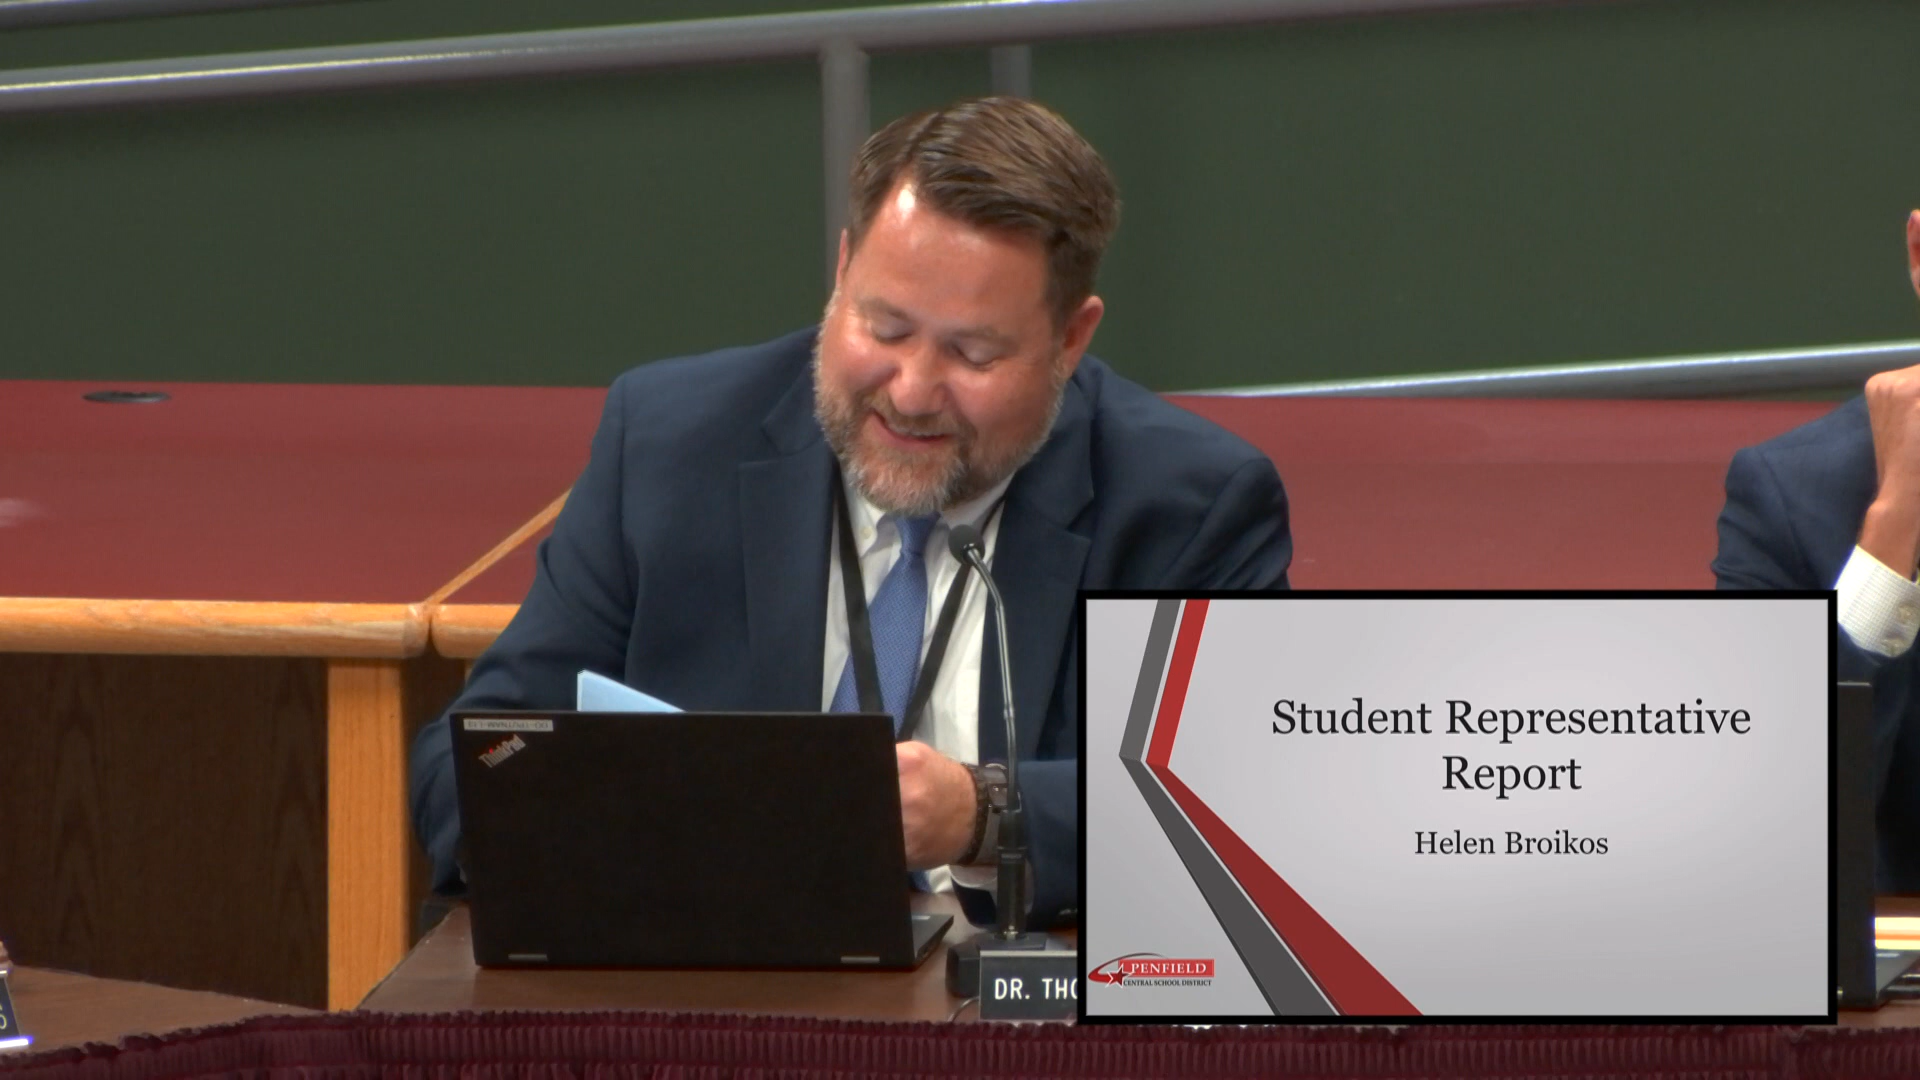 ThinkPad
DR. THO
Student Representative
Report
Helen Broikos
PENFIELD
CENTRAL SCHOOL DISTRICT